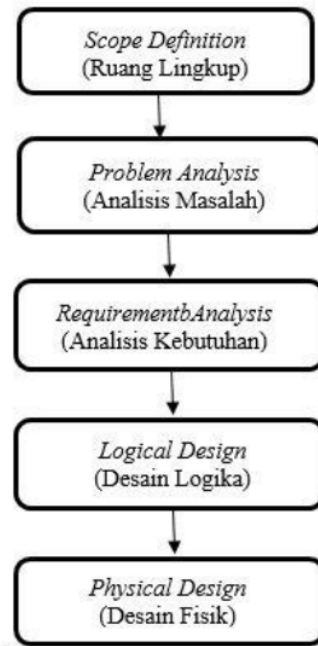 Scope Definition
(Ruang Lingkup)
Problem Analysis
(Analisis Masalah)
RequirementbAnalysis
(Analisis Kebutuhan)
Logical Design
(Desain Logika)
Physical Design
(Desain Fisik)